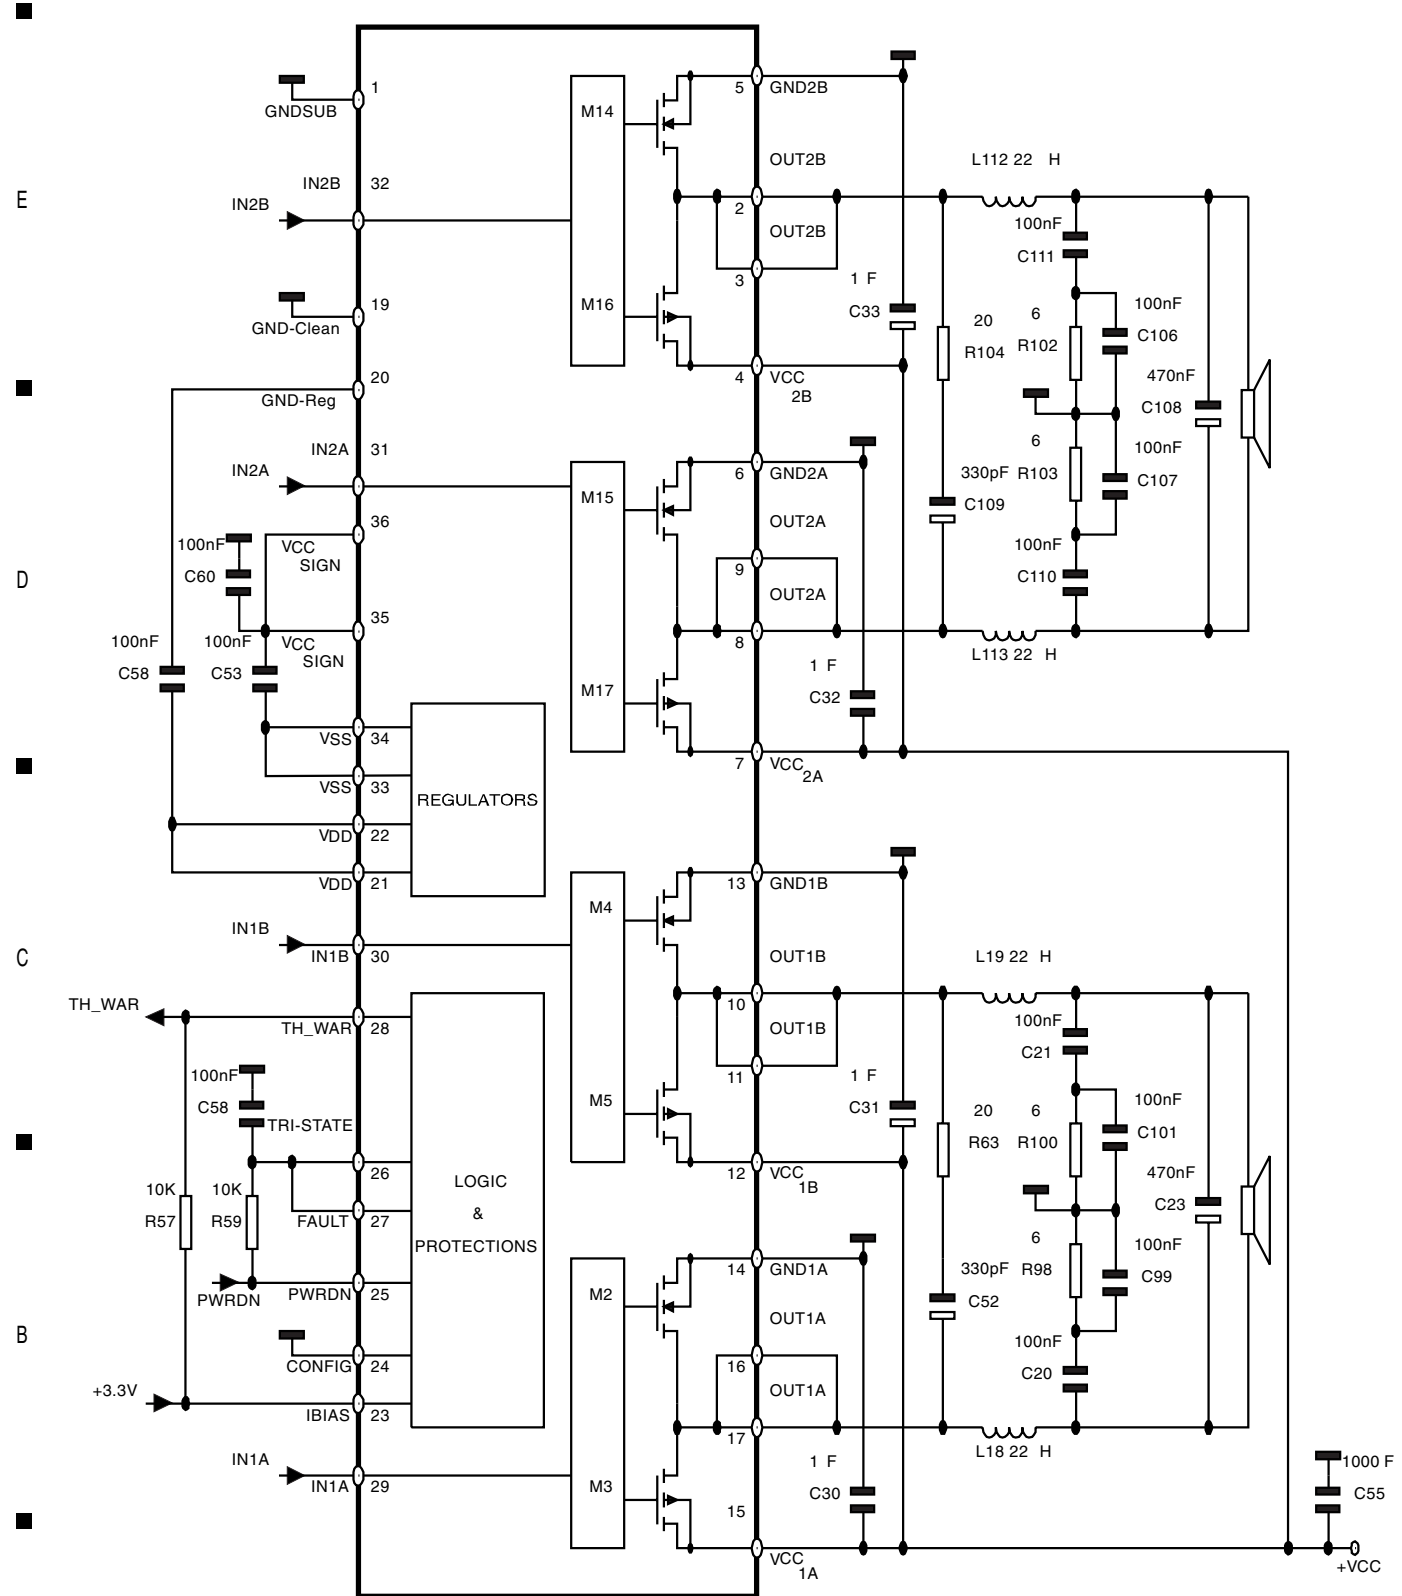 1
GNDSUB
M14
5
GND2B
OUT2B
L112 22 H
E
IN2B
32
IN2B
2
OUT2B
3
100nF
C111
1 F
C33
19
GND-Clean
M16
20
R104
6
R102
100nF
C106
4
VCC
2B
470nF
C108
20
GND-Reg
IN2A
31
IN2A
6
GND2A
M15
6
R103
330pF
C109
100nF
C107
36
VCC
SIGN
OUT2A
9
OUT2A
100nF
C60
100nF
C110
D
35
VCC
SIGN
8
L113 22 H
100nF
C58
100nF
C53
M17
1 F
C32
VSS
34
VSS
33
REGULATORS
7
VCC
2A
VDD
22
VDD
21
13
GND1B
M4
IN1B
IN1B
30
C
OUT1B
L19 22 H
TH_WAR
TH_WAR
28
10
OUT1B
11
100nF
C21
100nF
C58
TRI-STATE
M5
1 F
C31
20
R63
6
R100
100nF
C101
26
12
VCC
1B
470nF
C23
10K
R57
10K
R59
FAULT
27
LOGIC
&
PROTECTIONS
14
GND1A
6
R98
330pF
C52
100nF
C99
PWRDN
PWRDN
25
M2
OUT1A
B
CONFIG
24
16
OUT1A
100nF
C20
+3.3V
IBIAS
23
17
L18 22 H
IN1A
IN1A
29
M3
1 F
C30
15
1000 F
C55
VCC
1A
+VCC